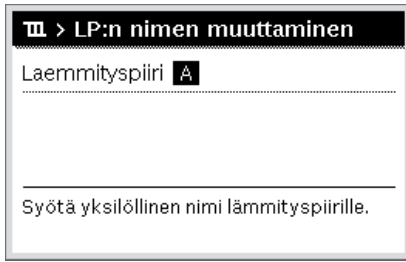 > LP:n nimen muuttaminen
Laemmityspiiri A
Syötä yksilöllinen nimi lämmityspiirille.